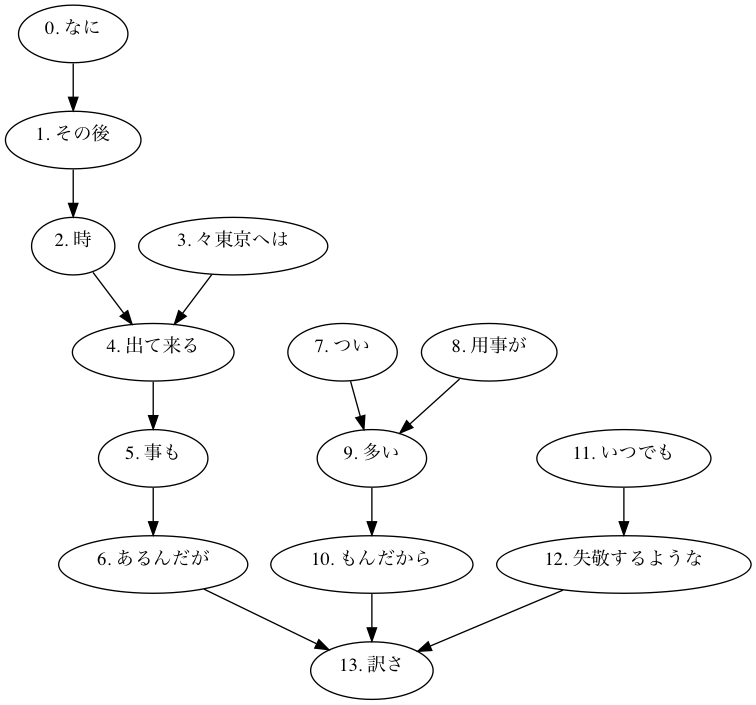 0. なに
1. その後
2. 時
3. 々東京へは
4. 出て来る
7. つい
8. 用事が
5. 事も
9. 多い
11. いつでも
6. あるんだが
10. もんだから
12. 失敬するような
13. 訳さ